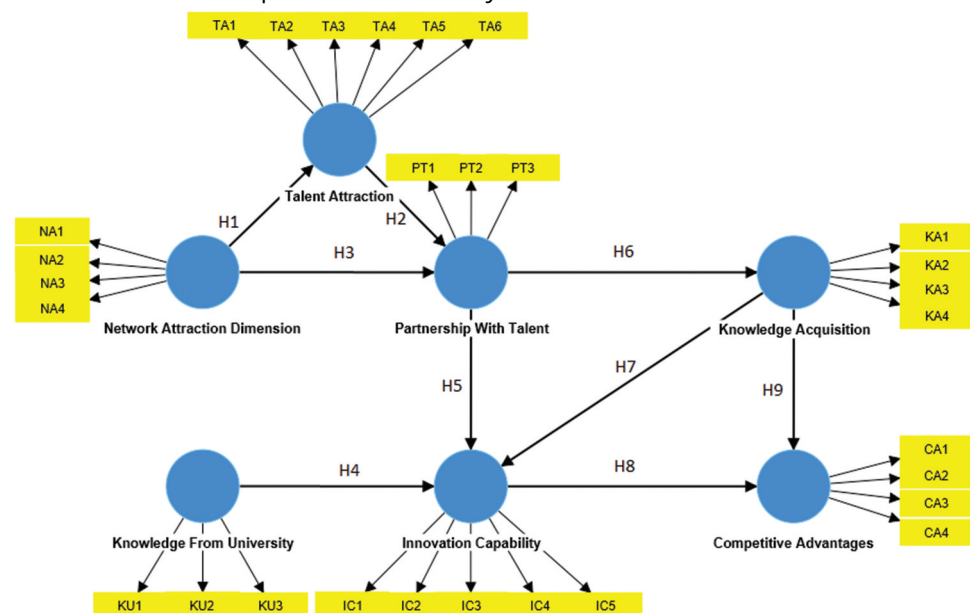 TA1 TA2 TA3 TA4 TA5 TA6
Talent Attraction
PT1 PT2 PT3
H1
H2
NA1
NA2
NA3
NA4
H3
H6
KA1
KA2
KA3
KA4
Network Attraction Dimension
Partnership With Talent
Knowledge Acquisition
H5
H7
H9
H4
H8
CA1
CA2
CA3
CA4
Knowledge From University
Innovation Capability
Competitive Advantages
KU1 KU2 KU3
IC1 IC2 IC3 IC4 IC5